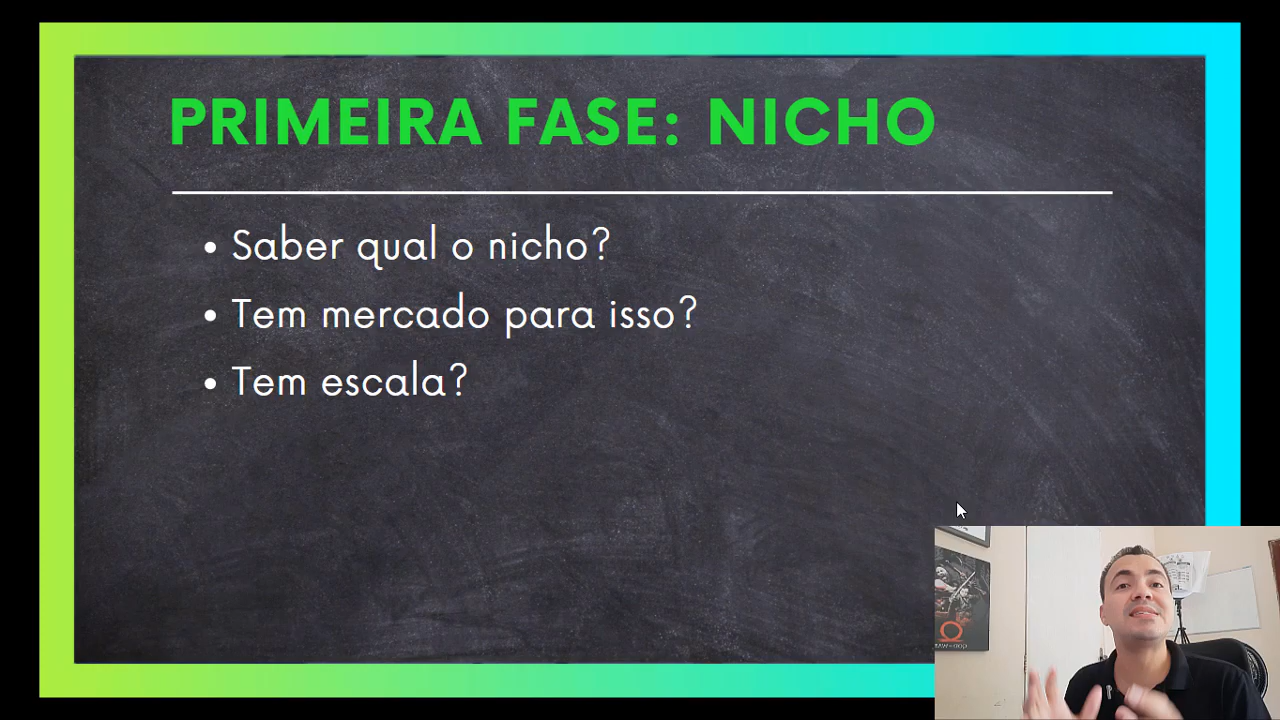 PRIMEIRA FASE: NICHO
• Saber qual o nicho?
• Tem mercado para isso?
• Tem escala?